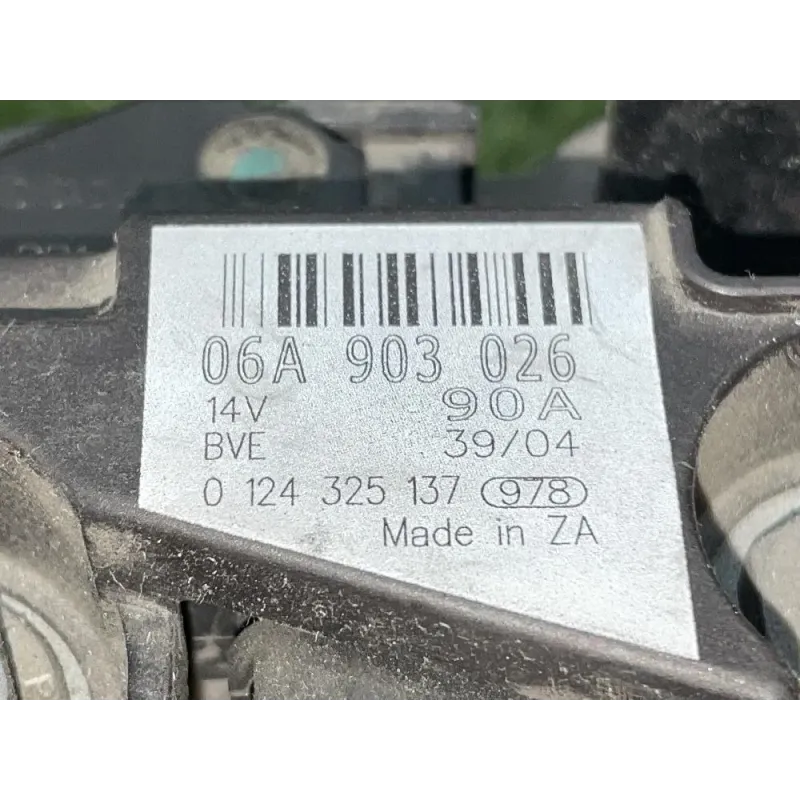 06A 903 026
14V 90A
BVE 39/04
0 124 325 137 978
Made in ZA